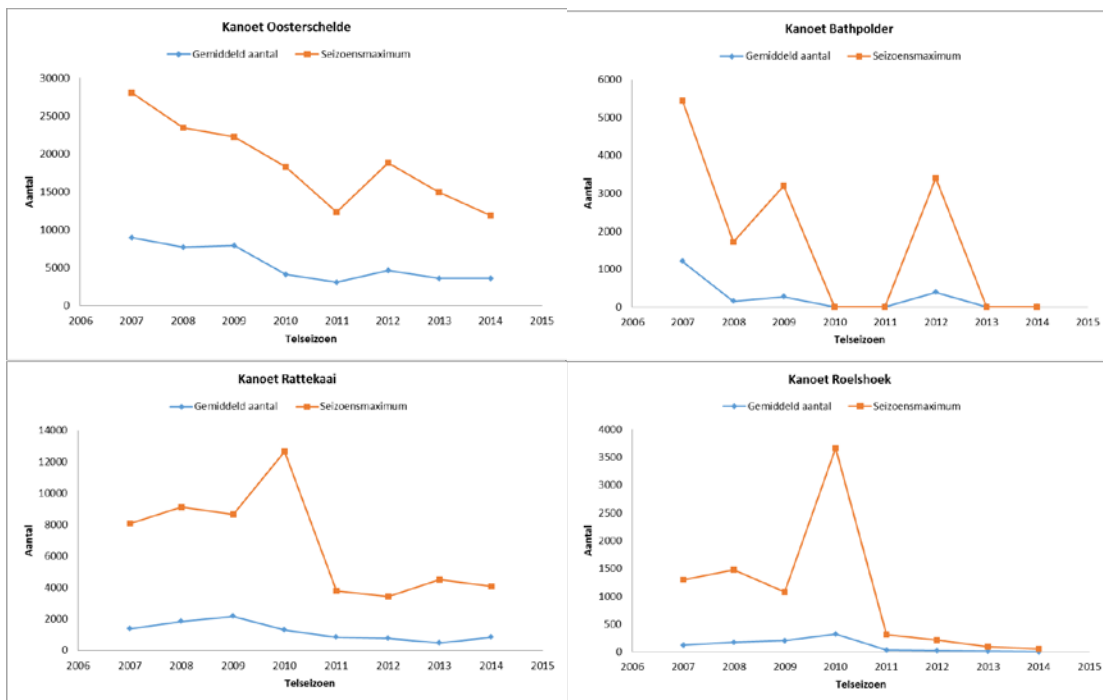 Kanoet Oosterschelde
Gemiddeld aantal Seizoensmaximum
30000
25000
20000
15000
10000
5000
0
Aantal
2006 2007 2008 2009 2010 2011 2012 2013 2014 2015
Telseizoen
Kanoet Bathpolder
Gemiddeld aantal Seizoensmaximum
6000
5000
4000
3000
2000
1000
0
Aantal
2006 2007 2008 2009 2010 2011 2012 2013 2014 2015
Telseizoen
Kanoet Rattekaai
Gemiddeld aantal Seizoensmaximum
14000
12000
10000
8000
6000
4000
2000
0
Aantal
2006 2007 2008 2009 2010 2011 2012 2013 2014 2015
Telseizoen
Kanoet Roelshoek
Gemiddeld aantal Seizoensmaximum
4000
3500
3000
2500
2000
1500
1000
500
0
Aantal
2006 2007 2008 2009 2010 2011 2012 2013 2014 2015
Telseizoen